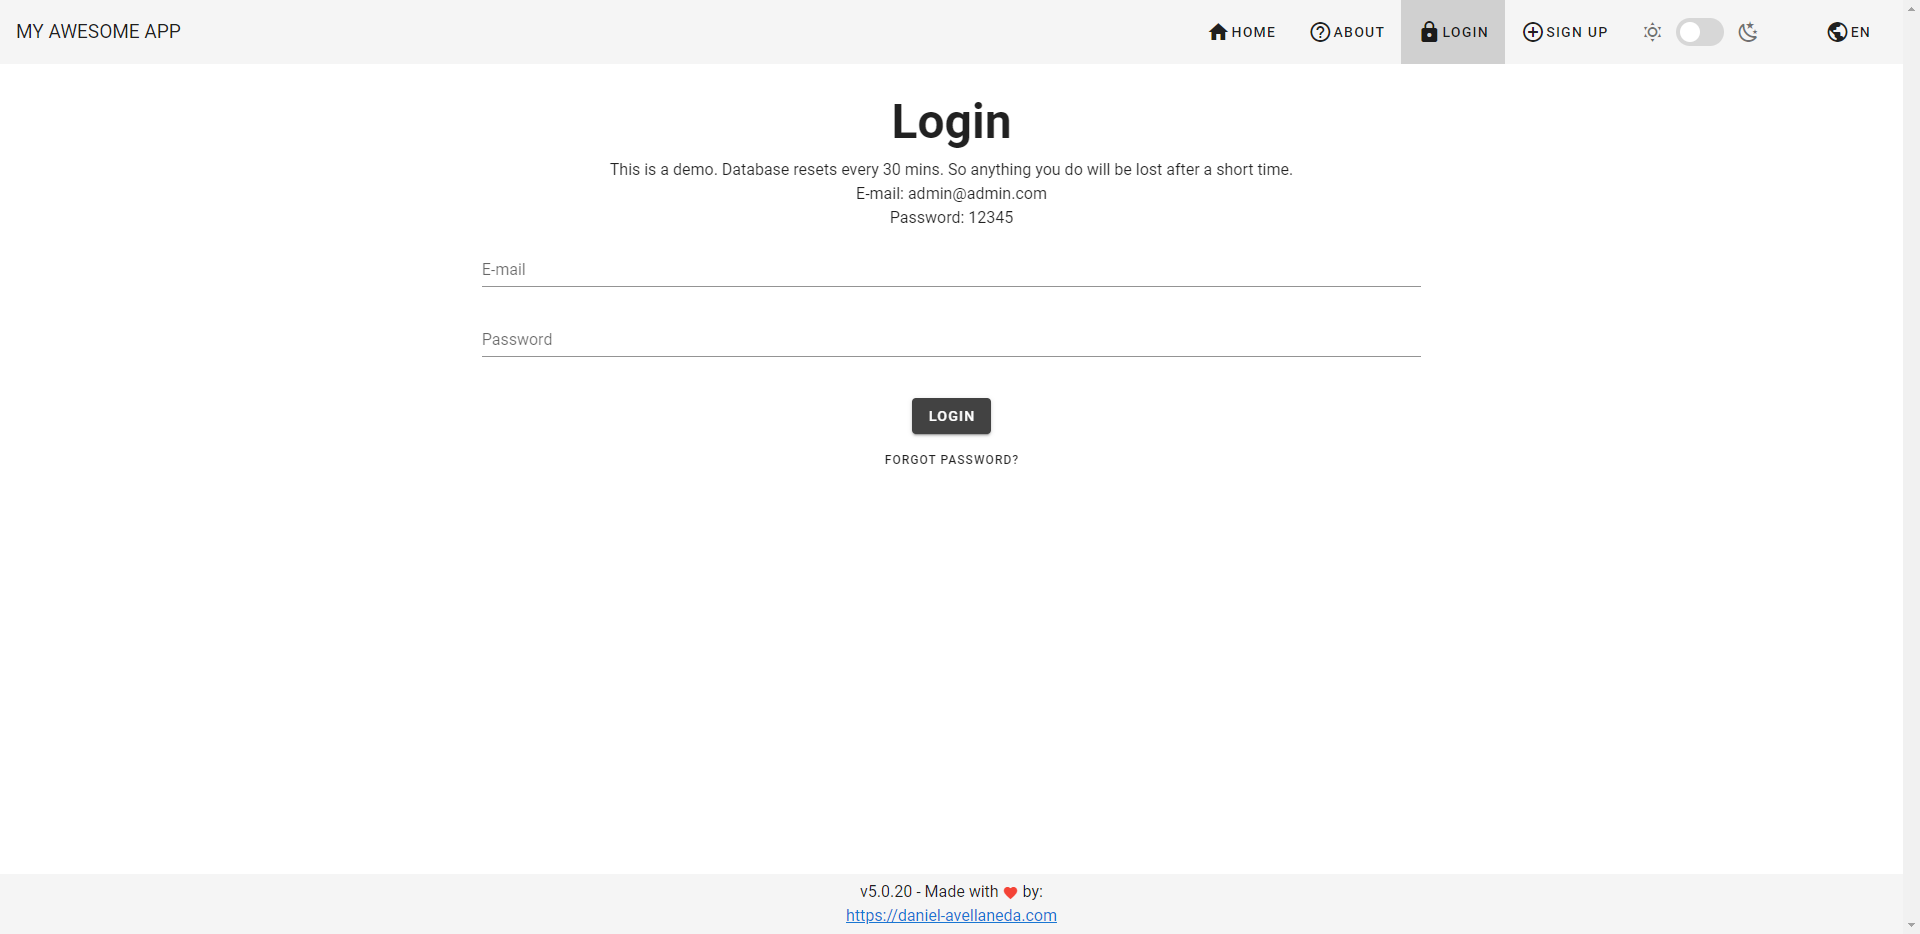 MY AWESOME APP
HOME
ABOUT
LOGIN
SIGN UP
EN
Login
This is a demo. Database resets every 30 mins. So anything you do will be lost after a short time.
E-mail: admin@admin.com
Password: 12345
E-mail
Password
LOGIN
FORGOT PASSWORD?
v5.0.20 - Made with ❤ by:
https://daniel-avellaneda.com